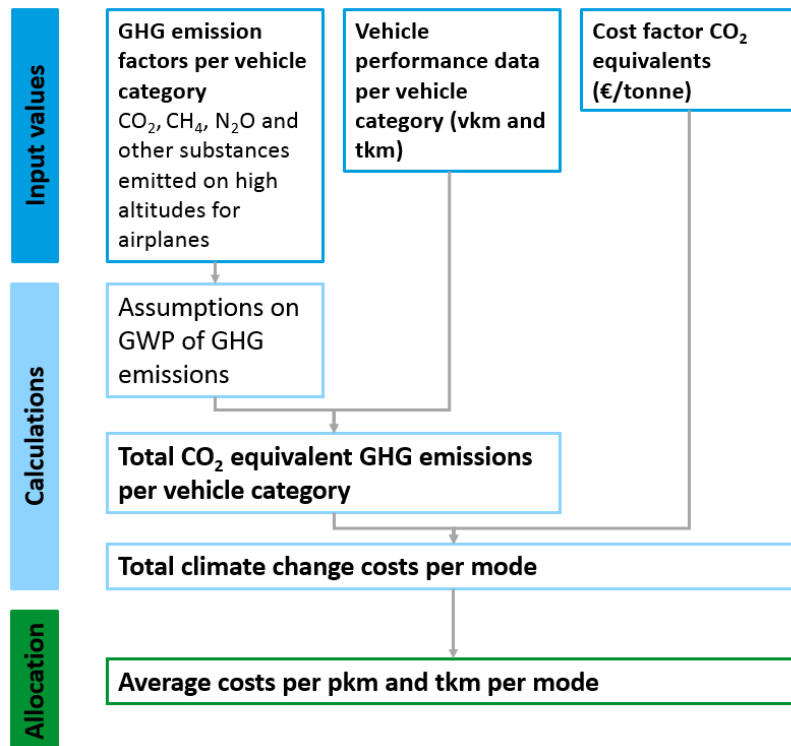 Input values
GHG emission
factors per vehicle
category
CO₂, CH₄, N₂O and
other substances
emitted on high
altitudes for
airplanes
Vehicle
performance data
per vehicle
category (vkm and
tkm)
Cost factor CO₂
equivalents
(€/tonne)
Calculations
Assumptions on
GWP of GHG
emissions
Total CO₂ equivalent GHG emissions
per vehicle category
Total climate change costs per mode
Allocation
Average costs per pkm and tkm per mode